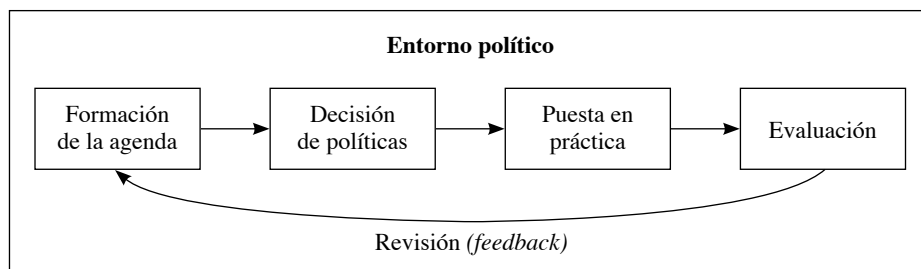 Entorno político
Formación
de la agenda
Decisión
de políticas
Puesta en
práctica
Evaluación
Revisión (feedback)